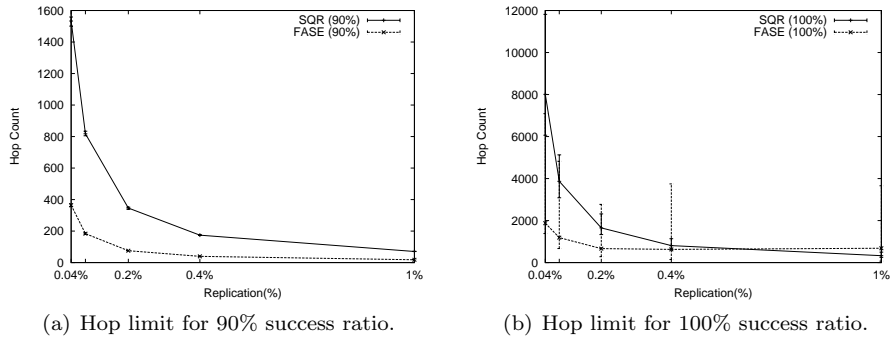 1600
1400
1200
1000
800
600
400
200
0
Hop Count
SQR (90%)
FASE (90%)
0.04% 0.2% 0.4% 1%
Replication(%)
(a) Hop limit for 90% success ratio.
12000
10000
8000
6000
4000
2000
0
Hop Count
SQR (100%)
FASE (100%)
0.04% 0.2% 0.4% 1%
Replication(%)
(b) Hop limit for 100% success ratio.